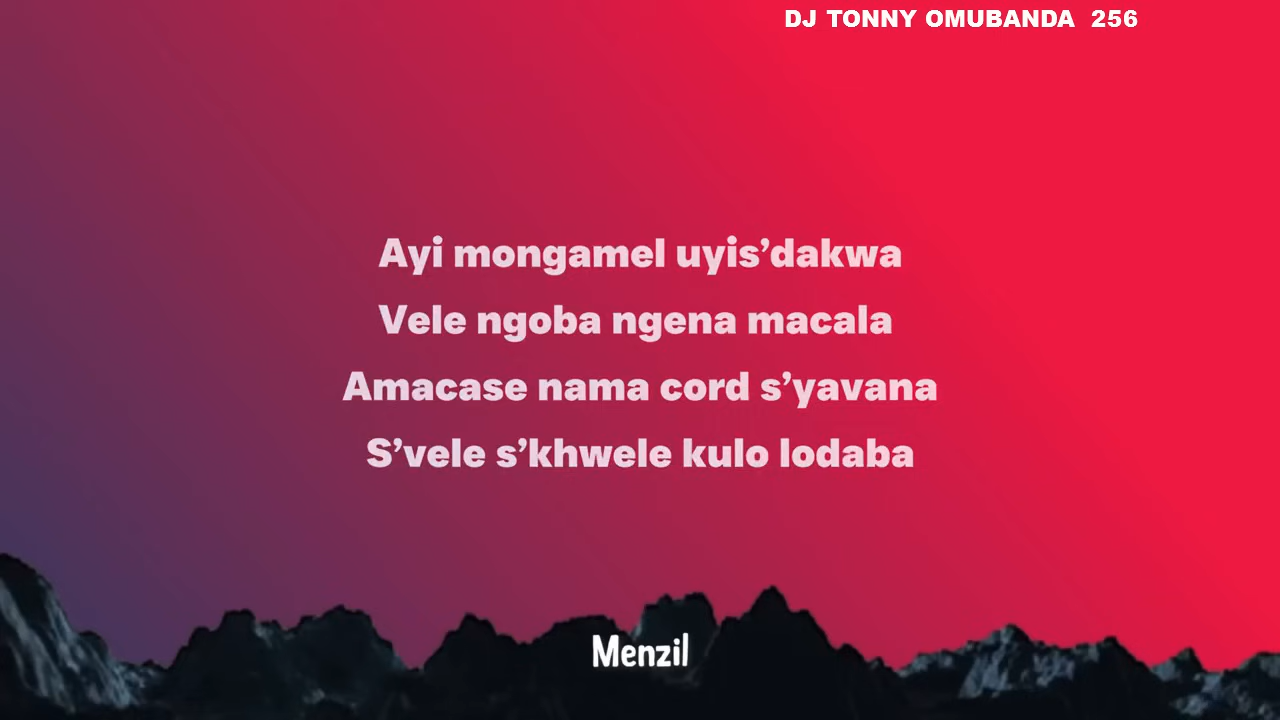 DJ TONNY OMUBANDA 256
Ayi mongamel uyis’dakwa
Vele ngoba ngena macala
Amacase nama cord s’yavana
S’vele s’khwele kulo lodaba
Menzil